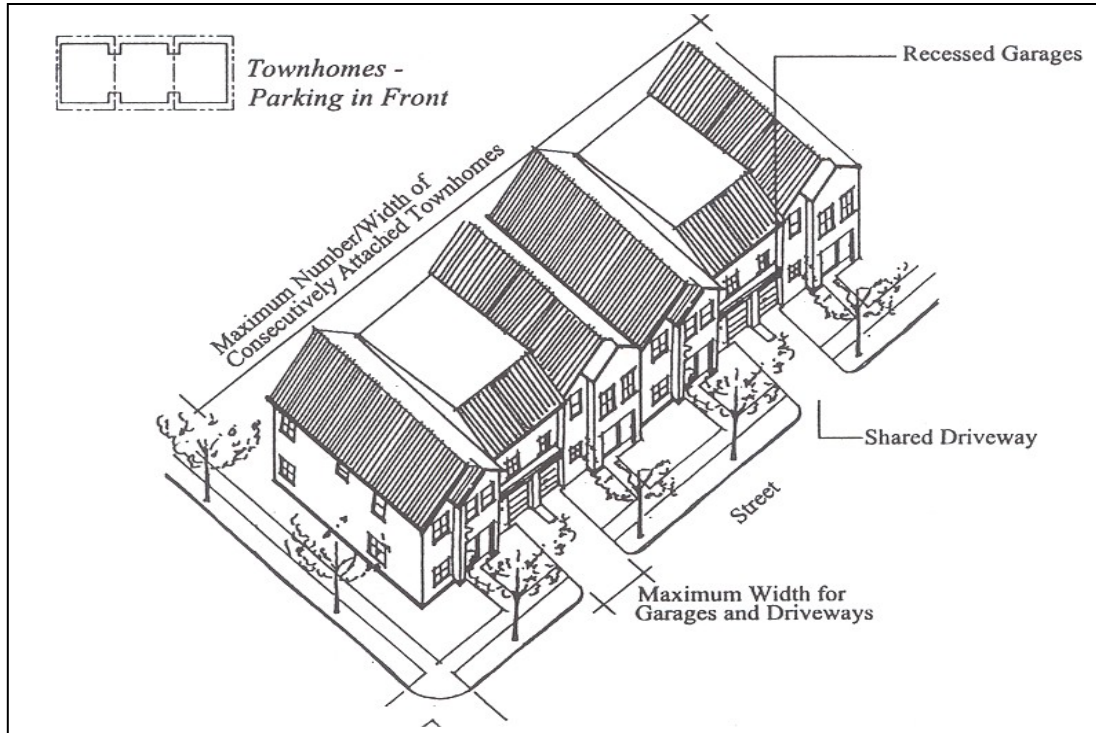 Townhomes -
Parking in Front
Recessed Garages
Maximum Number/Width of
Consecutively Attached Townhomes
Shared Driveway
Street
Maximum Width for
Garages and Driveways